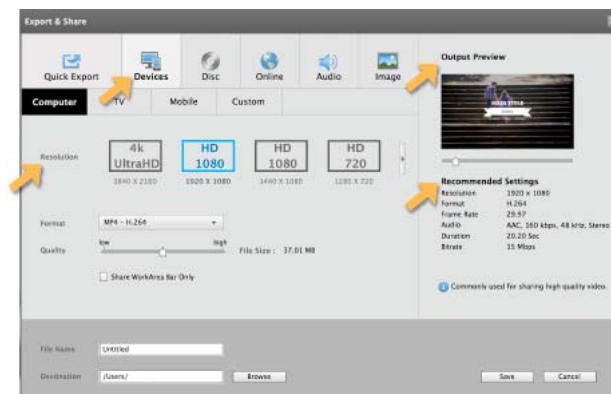 Export & Share
Quick Export
Devices
Disc
Online
Audio
Image
Computer
TV
Mobile
Custom
Resolution
4k
UltraHD
3840 X 2160
HD
1080
1920 X 1080
HD
1080
1440 X 1080
HD
720
1280 X 720
Format
MP4 - H.264
Quality
low
high
File Size : 37.01 MB
Share WorkArea Bar Only
File Name
Untitled
Destination
/Users/
Browse
Output Preview
Recommended Settings
Resolution 1920 x 1080
Format H.264
Frame Rate 29.97
Audio AAC, 160 kbps, 48 kHz, Stereo
Duration 20.20 Sec
Bitrate 15 Mbps
Commonly used for sharing high quality video.
Save
Cancel